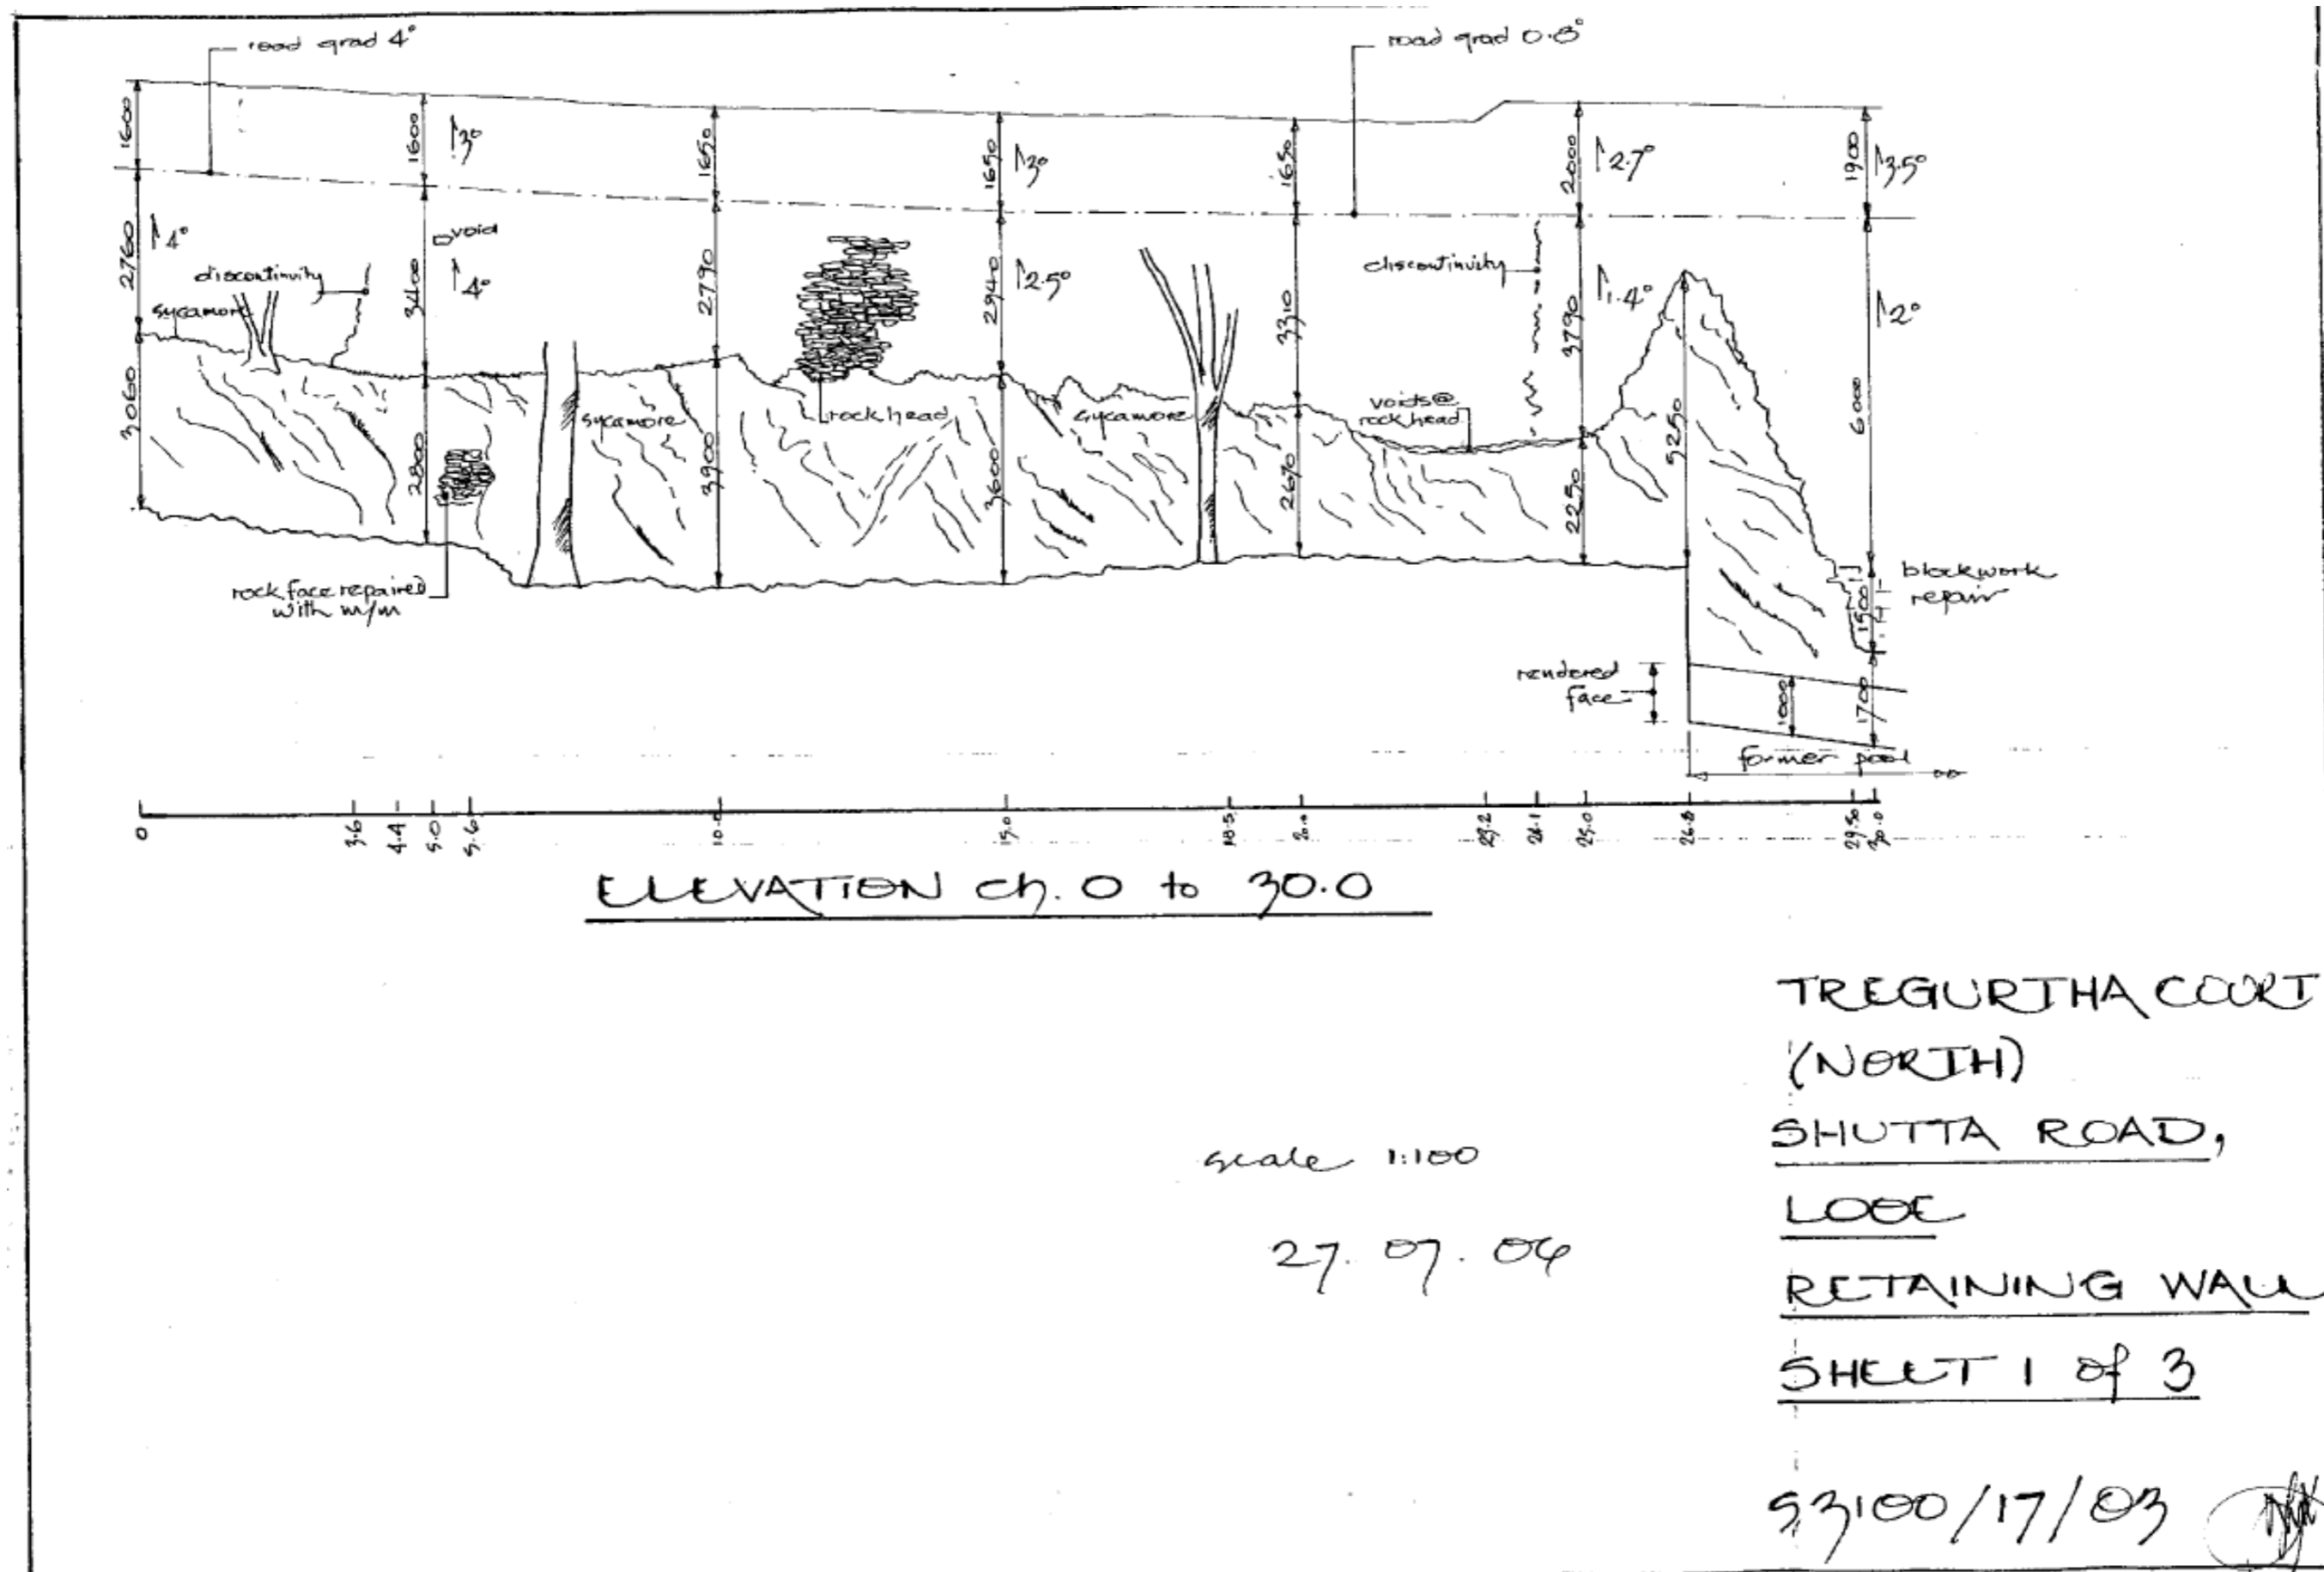 road grad 4°
road grad 0.8°
1600
1600
3°
1650
1650
3°
1650
2000
2.7°
1900
3.5°
2760
4°
void
discontinuity
3400
4°
sycamore
2790
2940
2.5°
3310
discontinuity
3790
1.4°
2°
3060
2800
sycamore
3900
rock head
3600
sycamore
2670
voids @
rock head
2250
5250
6000
rock face repaired
with m/m
blockwork
repair
1500
rendered
face
1000
1700
former pool
0
3.6
4.4
5.0
5.6
10.0
15.0
18.5
20.0
23.2
24.1
25.0
26.8
29.50
30.0
ELEVATION Ch. 0 to 30.0
TREGURTHA COURT
(NORTH)
SHUTTA ROAD,
LOOE
RETAINING WALL
SHEET 1 of 3
scale 1:100
27.07.04
53100/17/03